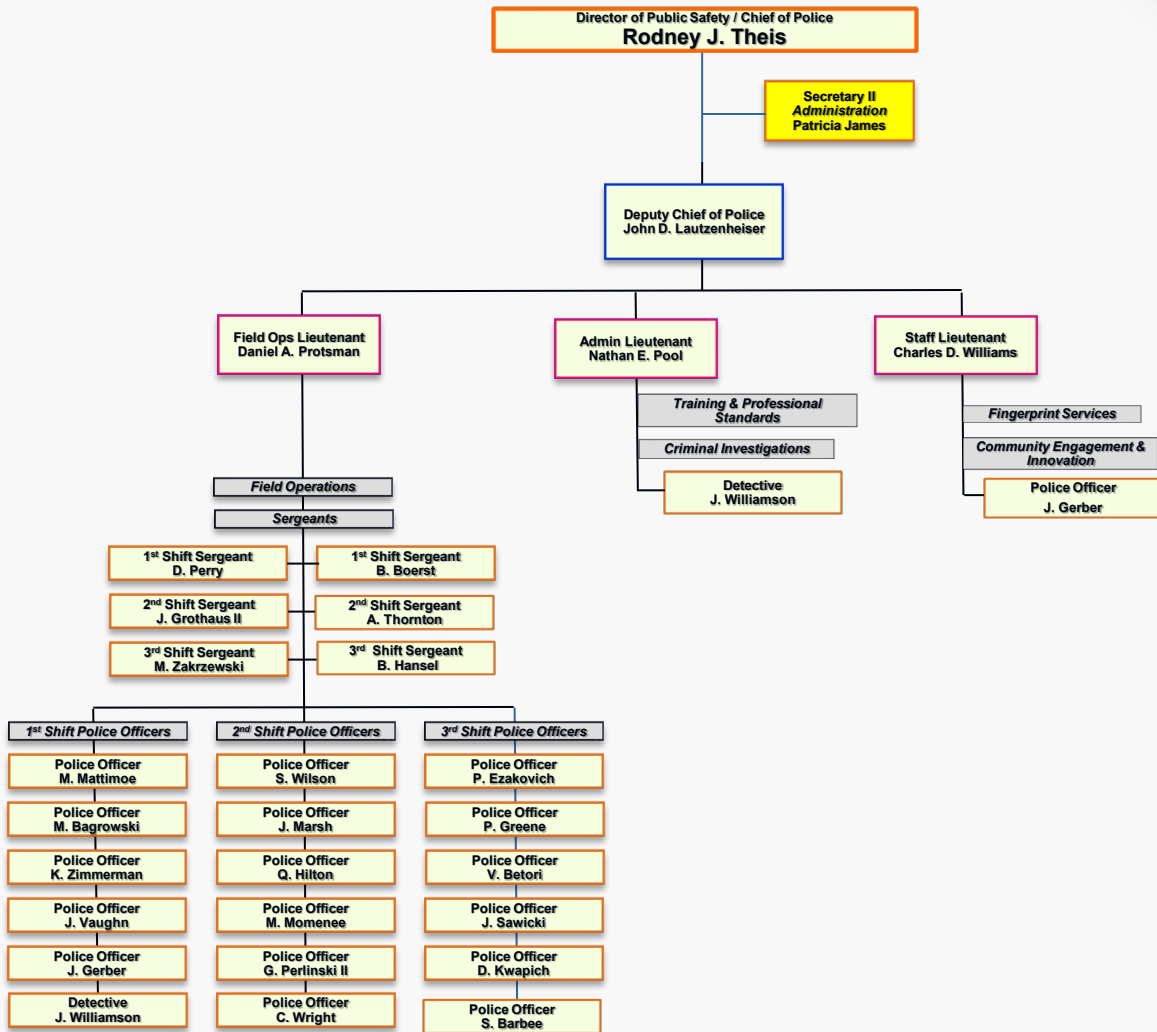 Director of Public Safety / Chief of Police
Rodney J. Theis
Secretary II
Administration
Patricia James
Deputy Chief of Police
John D. Lautzenheiser
Field Ops Lieutenant
Daniel A. Protsman
Admin Lieutenant
Nathan E. Pool
Staff Lieutenant
Charles D. Williams
Training & Professional
Standards
Criminal Investigations
Detective
J. Williamson
Fingerprint Services
Community Engagement &
Innovation
Police Officer
J. Gerber
Field Operations
Sergeants
1st Shift Sergeant
D. Perry
1st Shift Sergeant
B. Boerst
2nd Shift Sergeant
J. Grothaus II
2nd Shift Sergeant
A. Thornton
3rd Shift Sergeant
M. Zakrzewski
3rd Shift Sergeant
B. Hansel
1st Shift Police Officers
Police Officer
M. Mattimoe
Police Officer
M. Bagrowski
Police Officer
K. Zimmerman
Police Officer
J. Vaughn
Police Officer
J. Gerber
Detective
J. Williamson
2nd Shift Police Officers
Police Officer
S. Wilson
Police Officer
J. Marsh
Police Officer
Q. Hilton
Police Officer
M. Momenee
Police Officer
G. Perlinski II
Police Officer
C. Wright
3rd Shift Police Officers
Police Officer
P. Ezakovich
Police Officer
P. Greene
Police Officer
V. Betori
Police Officer
J. Sawicki
Police Officer
D. Kwapich
Police Officer
S. Barbee